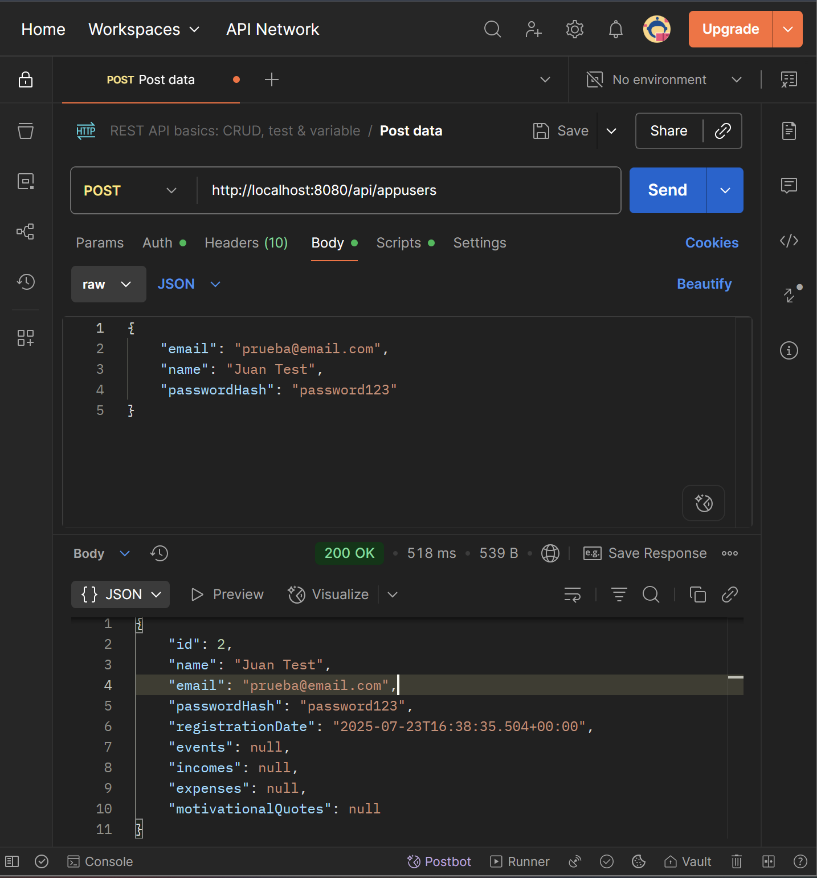 Home Workspaces API Network Upgrade
POST Post data No environment
HTTP REST API basics: CRUD, test & variable / Post data Save Share
POST http://localhost:8080/api/appusers Send
Params Auth Headers (10) Body Scripts Settings Cookies
raw JSON Beautify
1 {
2 "email": "prueba@email.com",
3 "name": "Juan Test",
4 "passwordHash": "password123"
5 }
Body 200 OK 518 ms 539 B e.g. Save Response
{} JSON Preview Visualize
1 {
2 "id": 2,
3 "name": "Juan Test",
4 "email": "prueba@email.com",
5 "passwordHash": "password123",
6 "registrationDate": "2025-07-23T16:38:35.504+00:00",
7 "events": null,
8 "incomes": null,
9 "expenses": null,
10 "motivationalQuotes": null
11 }
Console Postbot Runner Vault